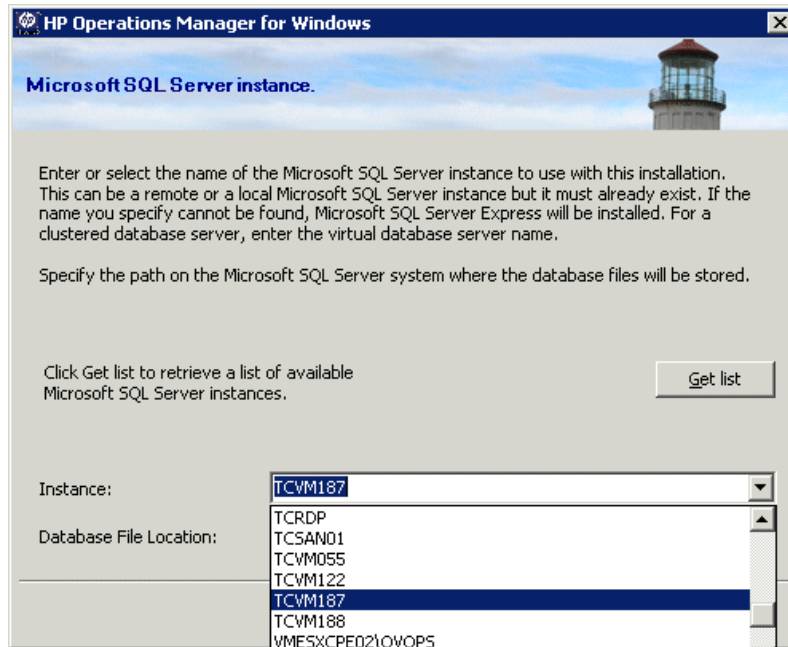 HP Operations Manager for Windows
Microsoft SQL Server instance.
Enter or select the name of the Microsoft SQL Server instance to use with this installation.
This can be a remote or a local Microsoft SQL Server instance but it must already exist. If the
name you specify cannot be found, Microsoft SQL Server Express will be installed. For a
clustered database server, enter the virtual database server name.
Specify the path on the Microsoft SQL Server system where the database files will be stored.
Click Get list to retrieve a list of available
Microsoft SQL Server instances.
Get list
Instance:
TCVM187
Database File Location:
TCRDP
TCSAN01
TCVM055
TCVM122
TCVM187
TCVM188
VMESXCPE02\OVOPS